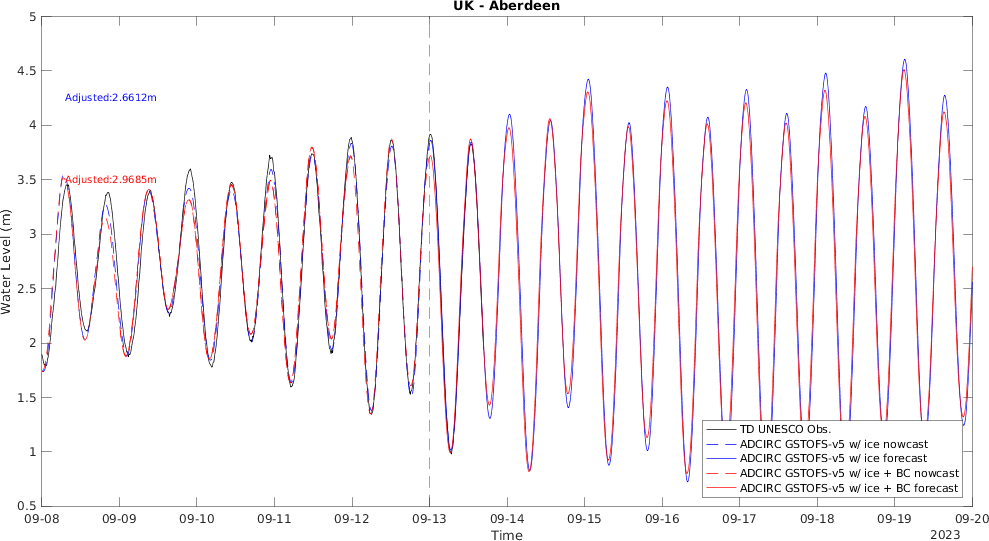 UK - Aberdeen
5
4.5
4
3.5
3
2.5
2
1.5
1
0.5
Water Level (m)
Adjusted:2.6612m
Adjusted:2.9685m
TD UNESCO Obs.
ADCIRC GSTOFS-v5 w/ ice nowcast
ADCIRC GSTOFS-v5 w/ ice forecast
ADCIRC GSTOFS-v5 w/ ice + BC nowcast
ADCIRC GSTOFS-v5 w/ ice + BC forecast
09-08 09-09 09-10 09-11 09-12 09-13 09-14 09-15 09-16 09-17 09-18 09-19 09-20
Time
2023